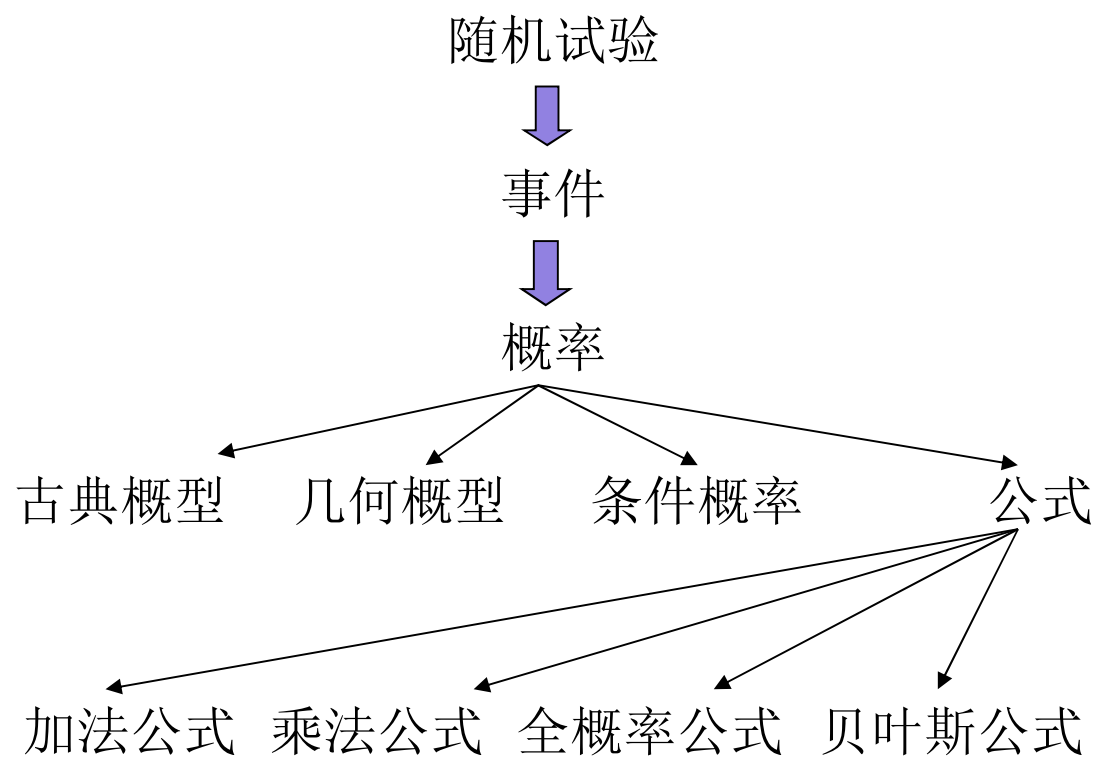 随机试验
事件
概率
古典概型 几何概型 条件概率 公式
加法公式 乘法公式 全概率公式 贝叶斯公式